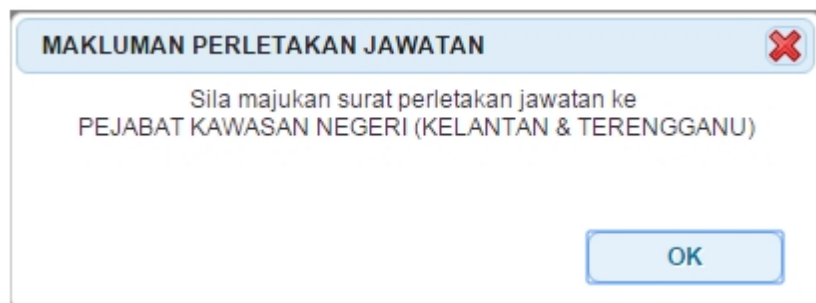 MAKLUMAN PERLETAKAN JAWATAN
Sila majukan surat perletakan jawatan ke
PEJABAT KAWASAN NEGERI (KELANTAN & TERENGGANU)
OK